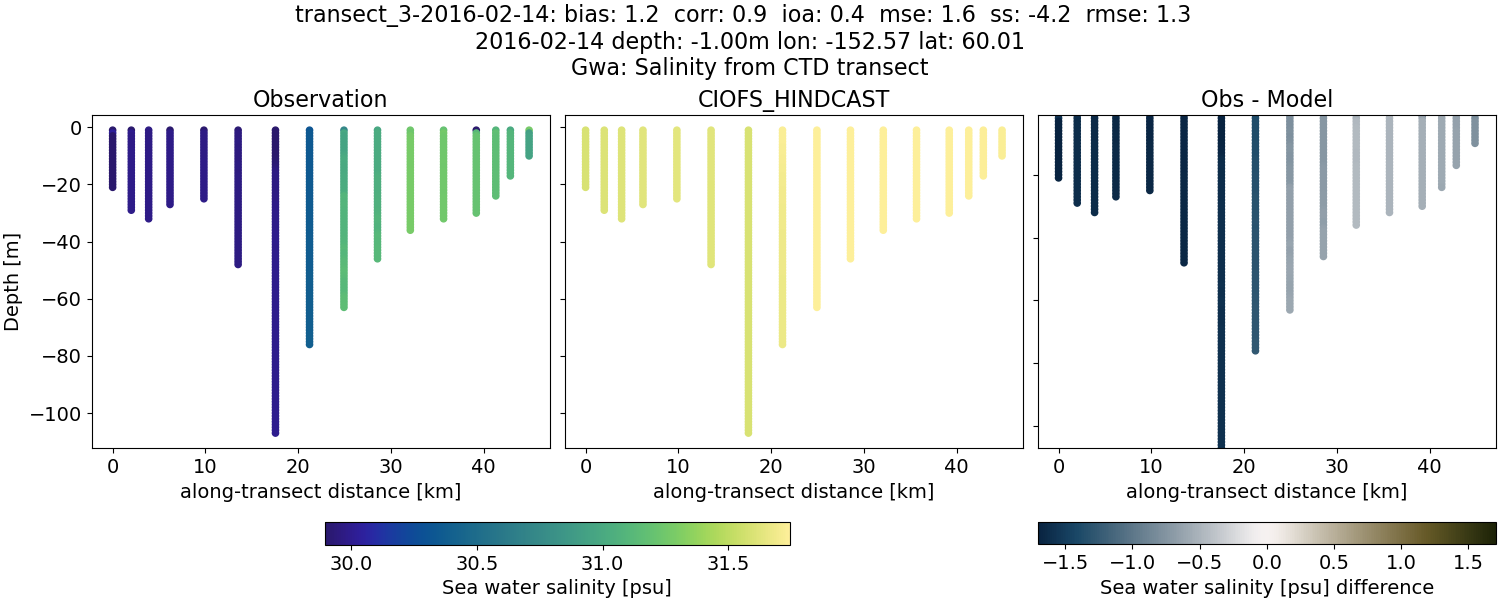 transect_3-2016-02-14: bias: 1.2  corr: 0.9  ioa: 0.4  mse: 1.6  ss: -4.2  rmse: 1.3
2016-02-14 depth: -1.00m lon: -152.57 lat: 60.01
Gwa: Salinity from CTD transect
Observation
CIOFS_HINDCAST
Obs - Model
Depth [m]
0
−20
−40
−60
−80
−100
0 10 20 30 40
0 10 20 30 40
0 10 20 30 40
along-transect distance [km]
along-transect distance [km]
along-transect distance [km]
30.0 30.5 31.0 31.5
Sea water salinity [psu]
−1.5 −1.0 −0.5 0.0 0.5 1.0 1.5
Sea water salinity [psu] difference